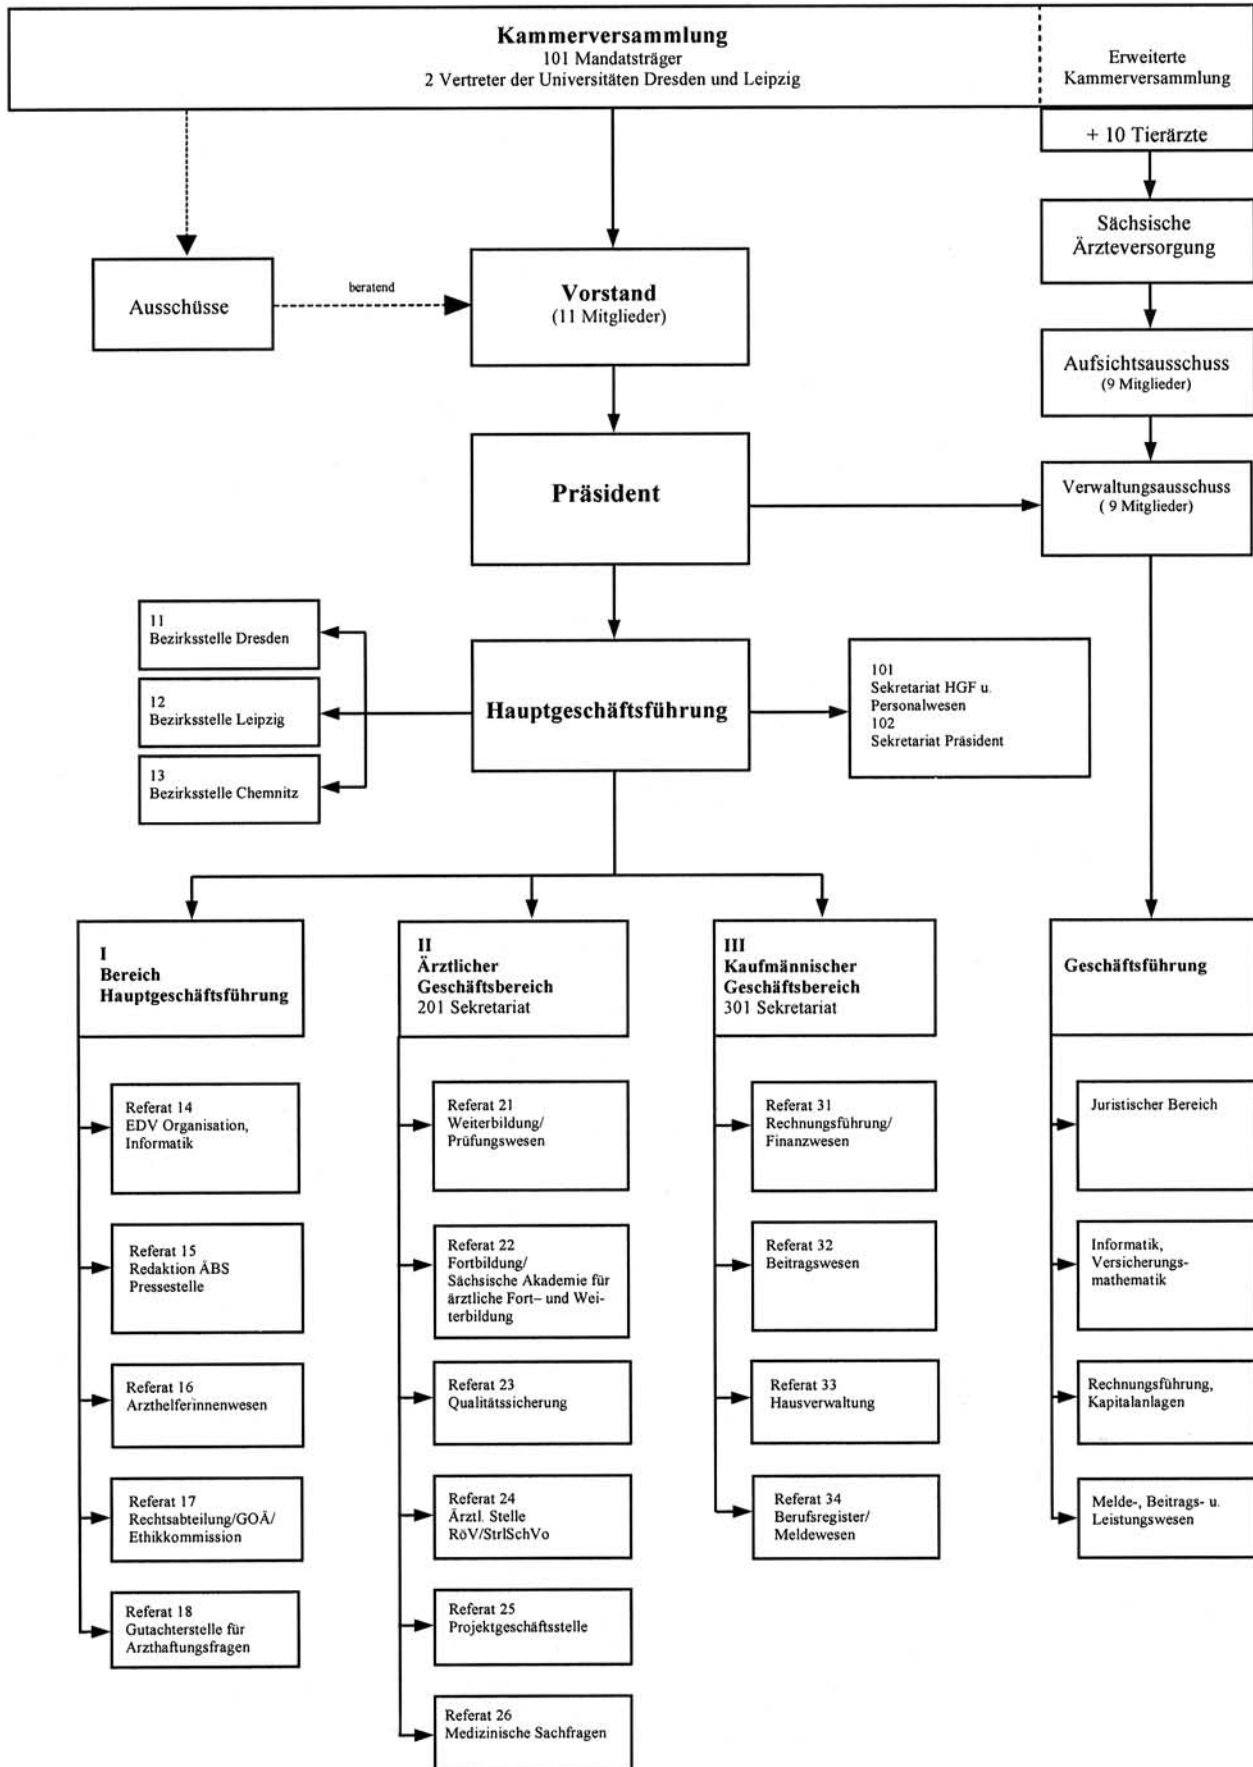 Kammerversammlung
101 Mandatsträger
2 Vertreter der Universitäten Dresden und Leipzig
Erweiterte
Kammerversammlung
+ 10 Tierärzte
Sächsische
Ärzteversorgung
Ausschüsse
beratend
Vorstand
(11 Mitglieder)
Aufsichtsausschuss
(9 Mitglieder)
Präsident
Verwaltungsausschuss
( 9 Mitglieder)
11
Bezirksstelle Dresden
12
Bezirksstelle Leipzig
13
Bezirksstelle Chemnitz
Hauptgeschäftsführung
101
Sekretariat HGF u.
Personalwesen
102
Sekretariat Präsident
I
Bereich
Hauptgeschäftsführung
II
Ärztlicher
Geschäftsbereich
201 Sekretariat
III
Kaufmännischer
Geschäftsbereich
301 Sekretariat
Geschäftsführung
Referat 14
EDV Organisation,
Informatik
Referat 15
Redaktion ÄBS
Pressestelle
Referat 16
Arzthelferinnenwesen
Referat 17
Rechtsabteilung/GOÄ/
Ethikkommission
Referat 18
Gutachterstelle für
Arzthaftungsfragen
Referat 21
Weiterbildung/
Prüfungswesen
Referat 22
Fortbildung/
Sächsische Akademie für
ärztliche Fort– und Wei-
terbildung
Referat 23
Qualitätssicherung
Referat 24
Ärztl. Stelle
RöV/StrlSchVo
Referat 25
Projektgeschäftsstelle
Referat 26
Medizinische Sachfragen
Referat 31
Rechnungsführung/
Finanzwesen
Referat 32
Beitragswesen
Referat 33
Hausverwaltung
Referat 34
Berufsregister/
Meldewesen
Juristischer Bereich
Informatik,
Versicherungs-
mathematik
Rechnungsführung,
Kapitalanlagen
Melde-, Beitrags- u.
Leistungswesen